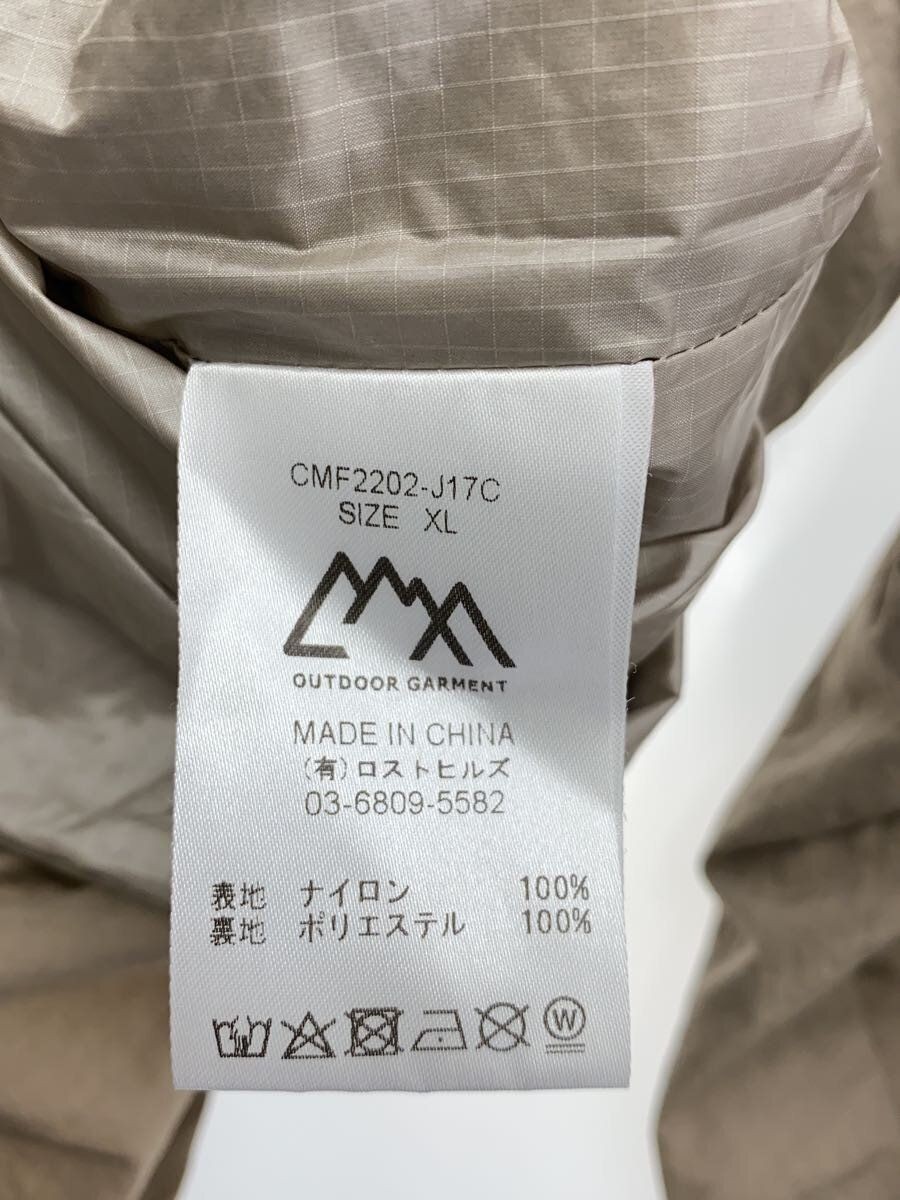 CMF2202-J17C
SIZE XL
OUTDOOR GARMENT
MADE IN CHINA
(有)ロストヒルズ
03-6809-5582
表地 ナイロン 100%
裏地 ポリエステル 100%
W